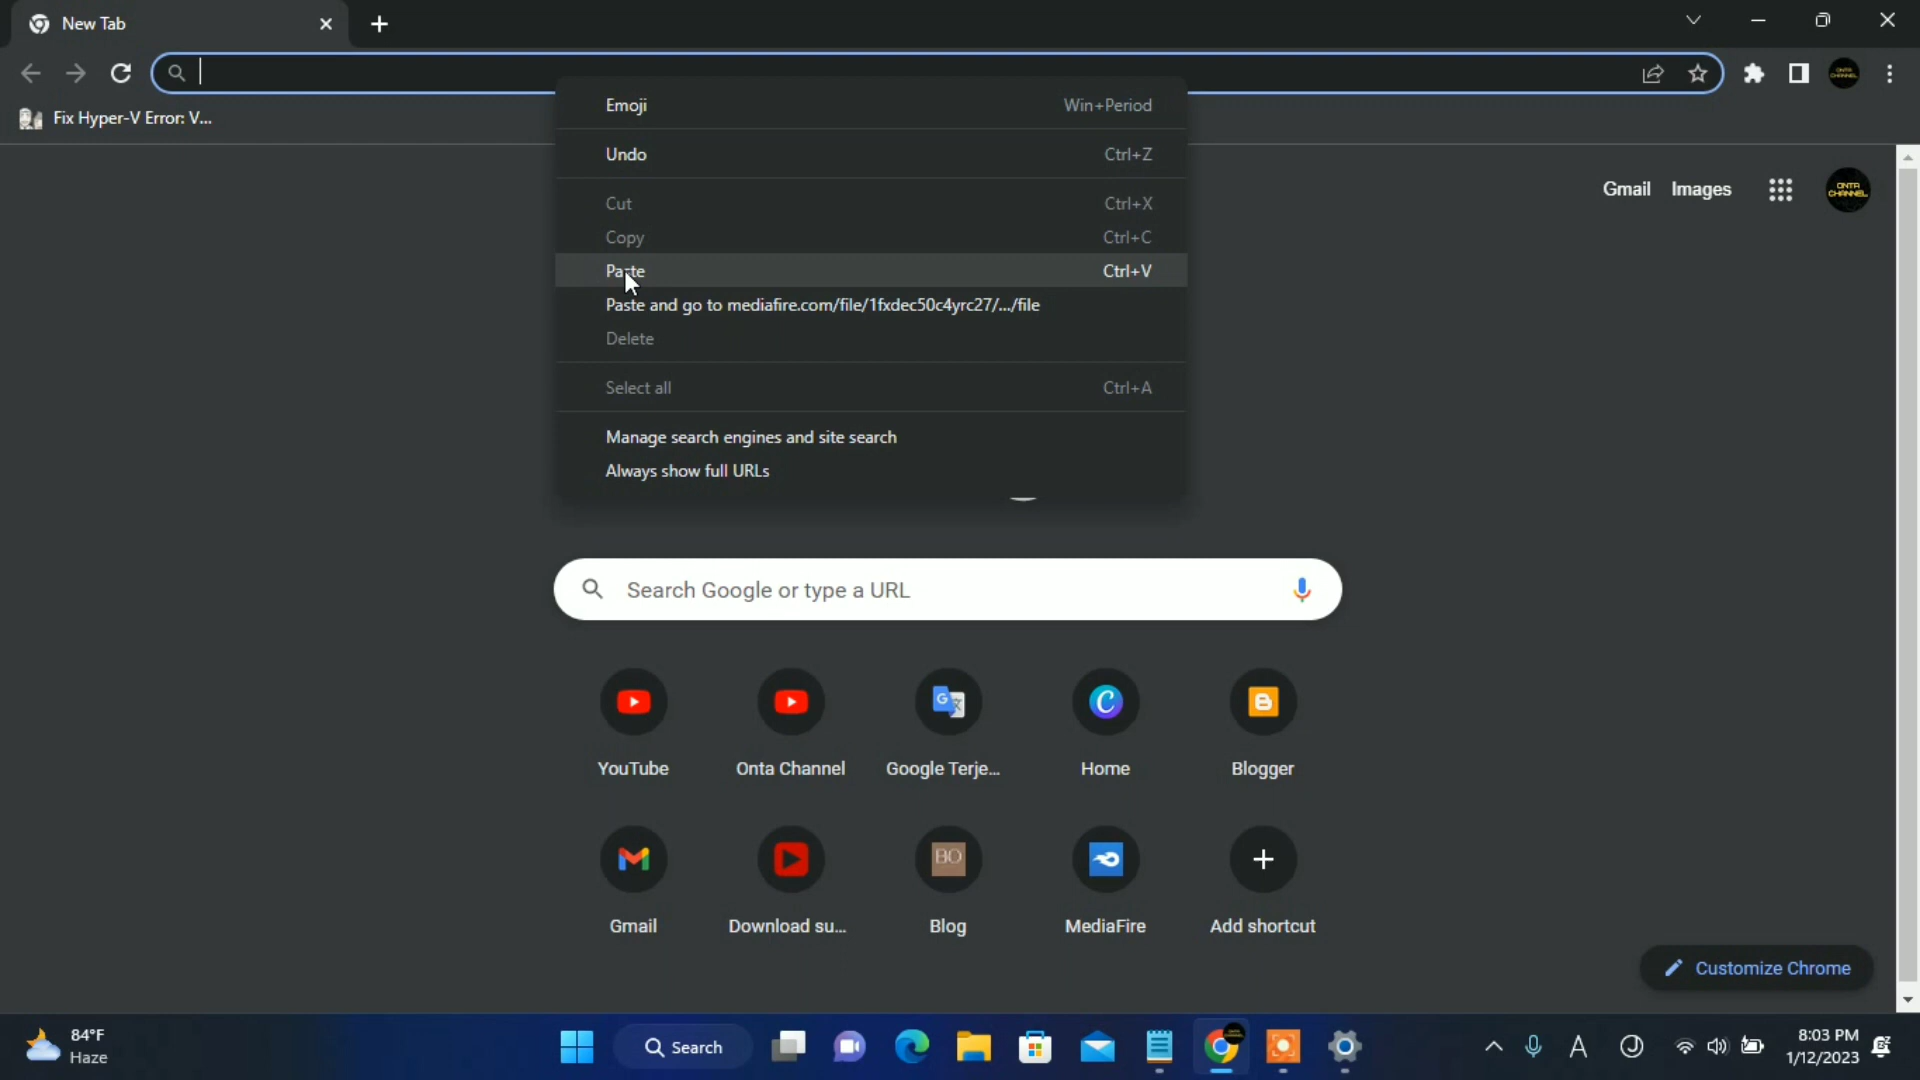 New Tab
Fix Hyper-V Error: V...
Emoji Win+Period
Undo Ctrl+Z
Cut Ctrl+X
Copy Ctrl+C
Paste Ctrl+V
Paste and go to mediafire.com/file/1fxdec50c4yrc27/.../file
Delete
Select all Ctrl+A
Manage search engines and site search
Always show full URLs
Gmail Images
ONTA
CHANNEL
Search Google or type a URL
YouTube Onta Channel Google Terje... Home Blogger
BO
Gmail Download su... Blog MediaFire Add shortcut
Customize Chrome
84°F
Haze
Search
8:03 PM
1/12/2023